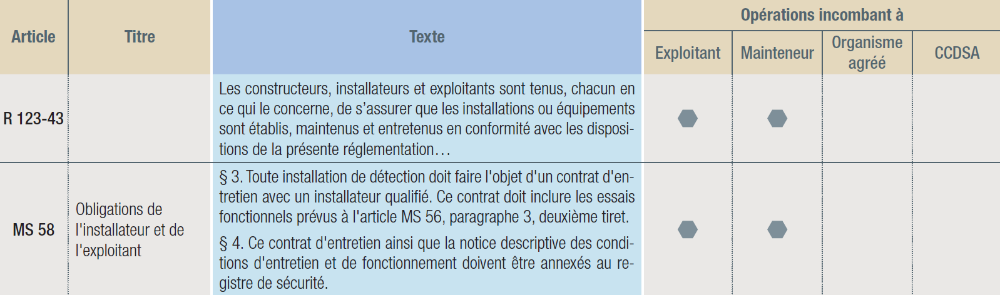 Article
Titre
Texte
Opérations incombant à
Exploitant
Mainteneur
Organisme
agréé
CCDSA
R 123-43
Les constructeurs, installateurs et exploitants sont tenus, chacun en
ce qui le concerne, de s’assurer que les installations ou équipements
sont établis, maintenus et entretenus en conformité avec les disposi-
tions de la présente réglementation…
MS 58
Obligations de
l'installateur et de
l'exploitant
§ 3. Toute installation de détection doit faire l'objet d'un contrat d'en-
tretien avec un installateur qualifié. Ce contrat doit inclure les essais
fonctionnels prévus à l'article MS 56, paragraphe 3, deuxième tiret.
§ 4. Ce contrat d'entretien ainsi que la notice descriptive des condi-
tions d'entretien et de fonctionnement doivent être annexés au re-
gistre de sécurité.